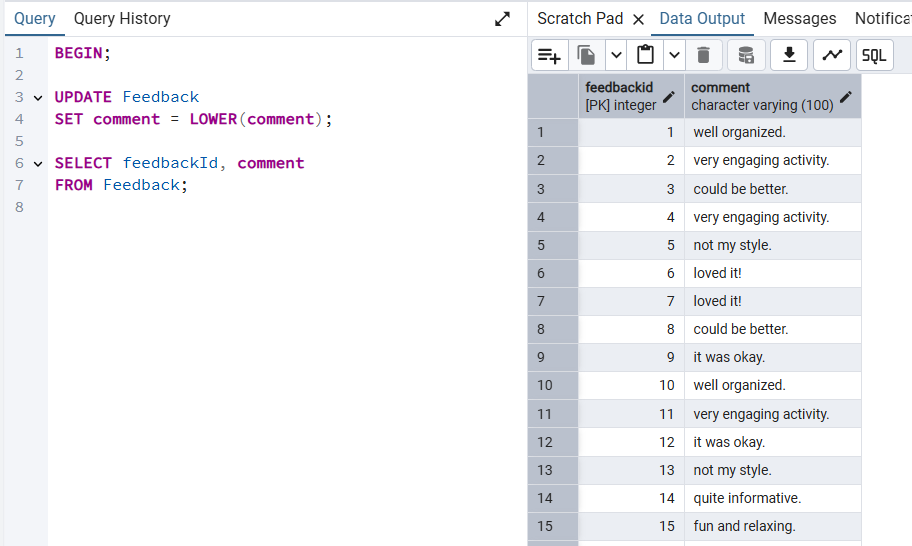 Query Query History
1 BEGIN;
2
3 UPDATE Feedback
4 SET comment = LOWER(comment);
5
6 SELECT feedbackId, comment
7 FROM Feedback;
8
Scratch Pad Data Output Messages Notifica
SQL
feedbackid comment
[PK] integer character varying (100)
1 1 well organized.
2 2 very engaging activity.
3 3 could be better.
4 4 very engaging activity.
5 5 not my style.
6 6 loved it!
7 7 loved it!
8 8 could be better.
9 9 it was okay.
10 10 well organized.
11 11 very engaging activity.
12 12 it was okay.
13 13 not my style.
14 14 quite informative.
15 15 fun and relaxing.